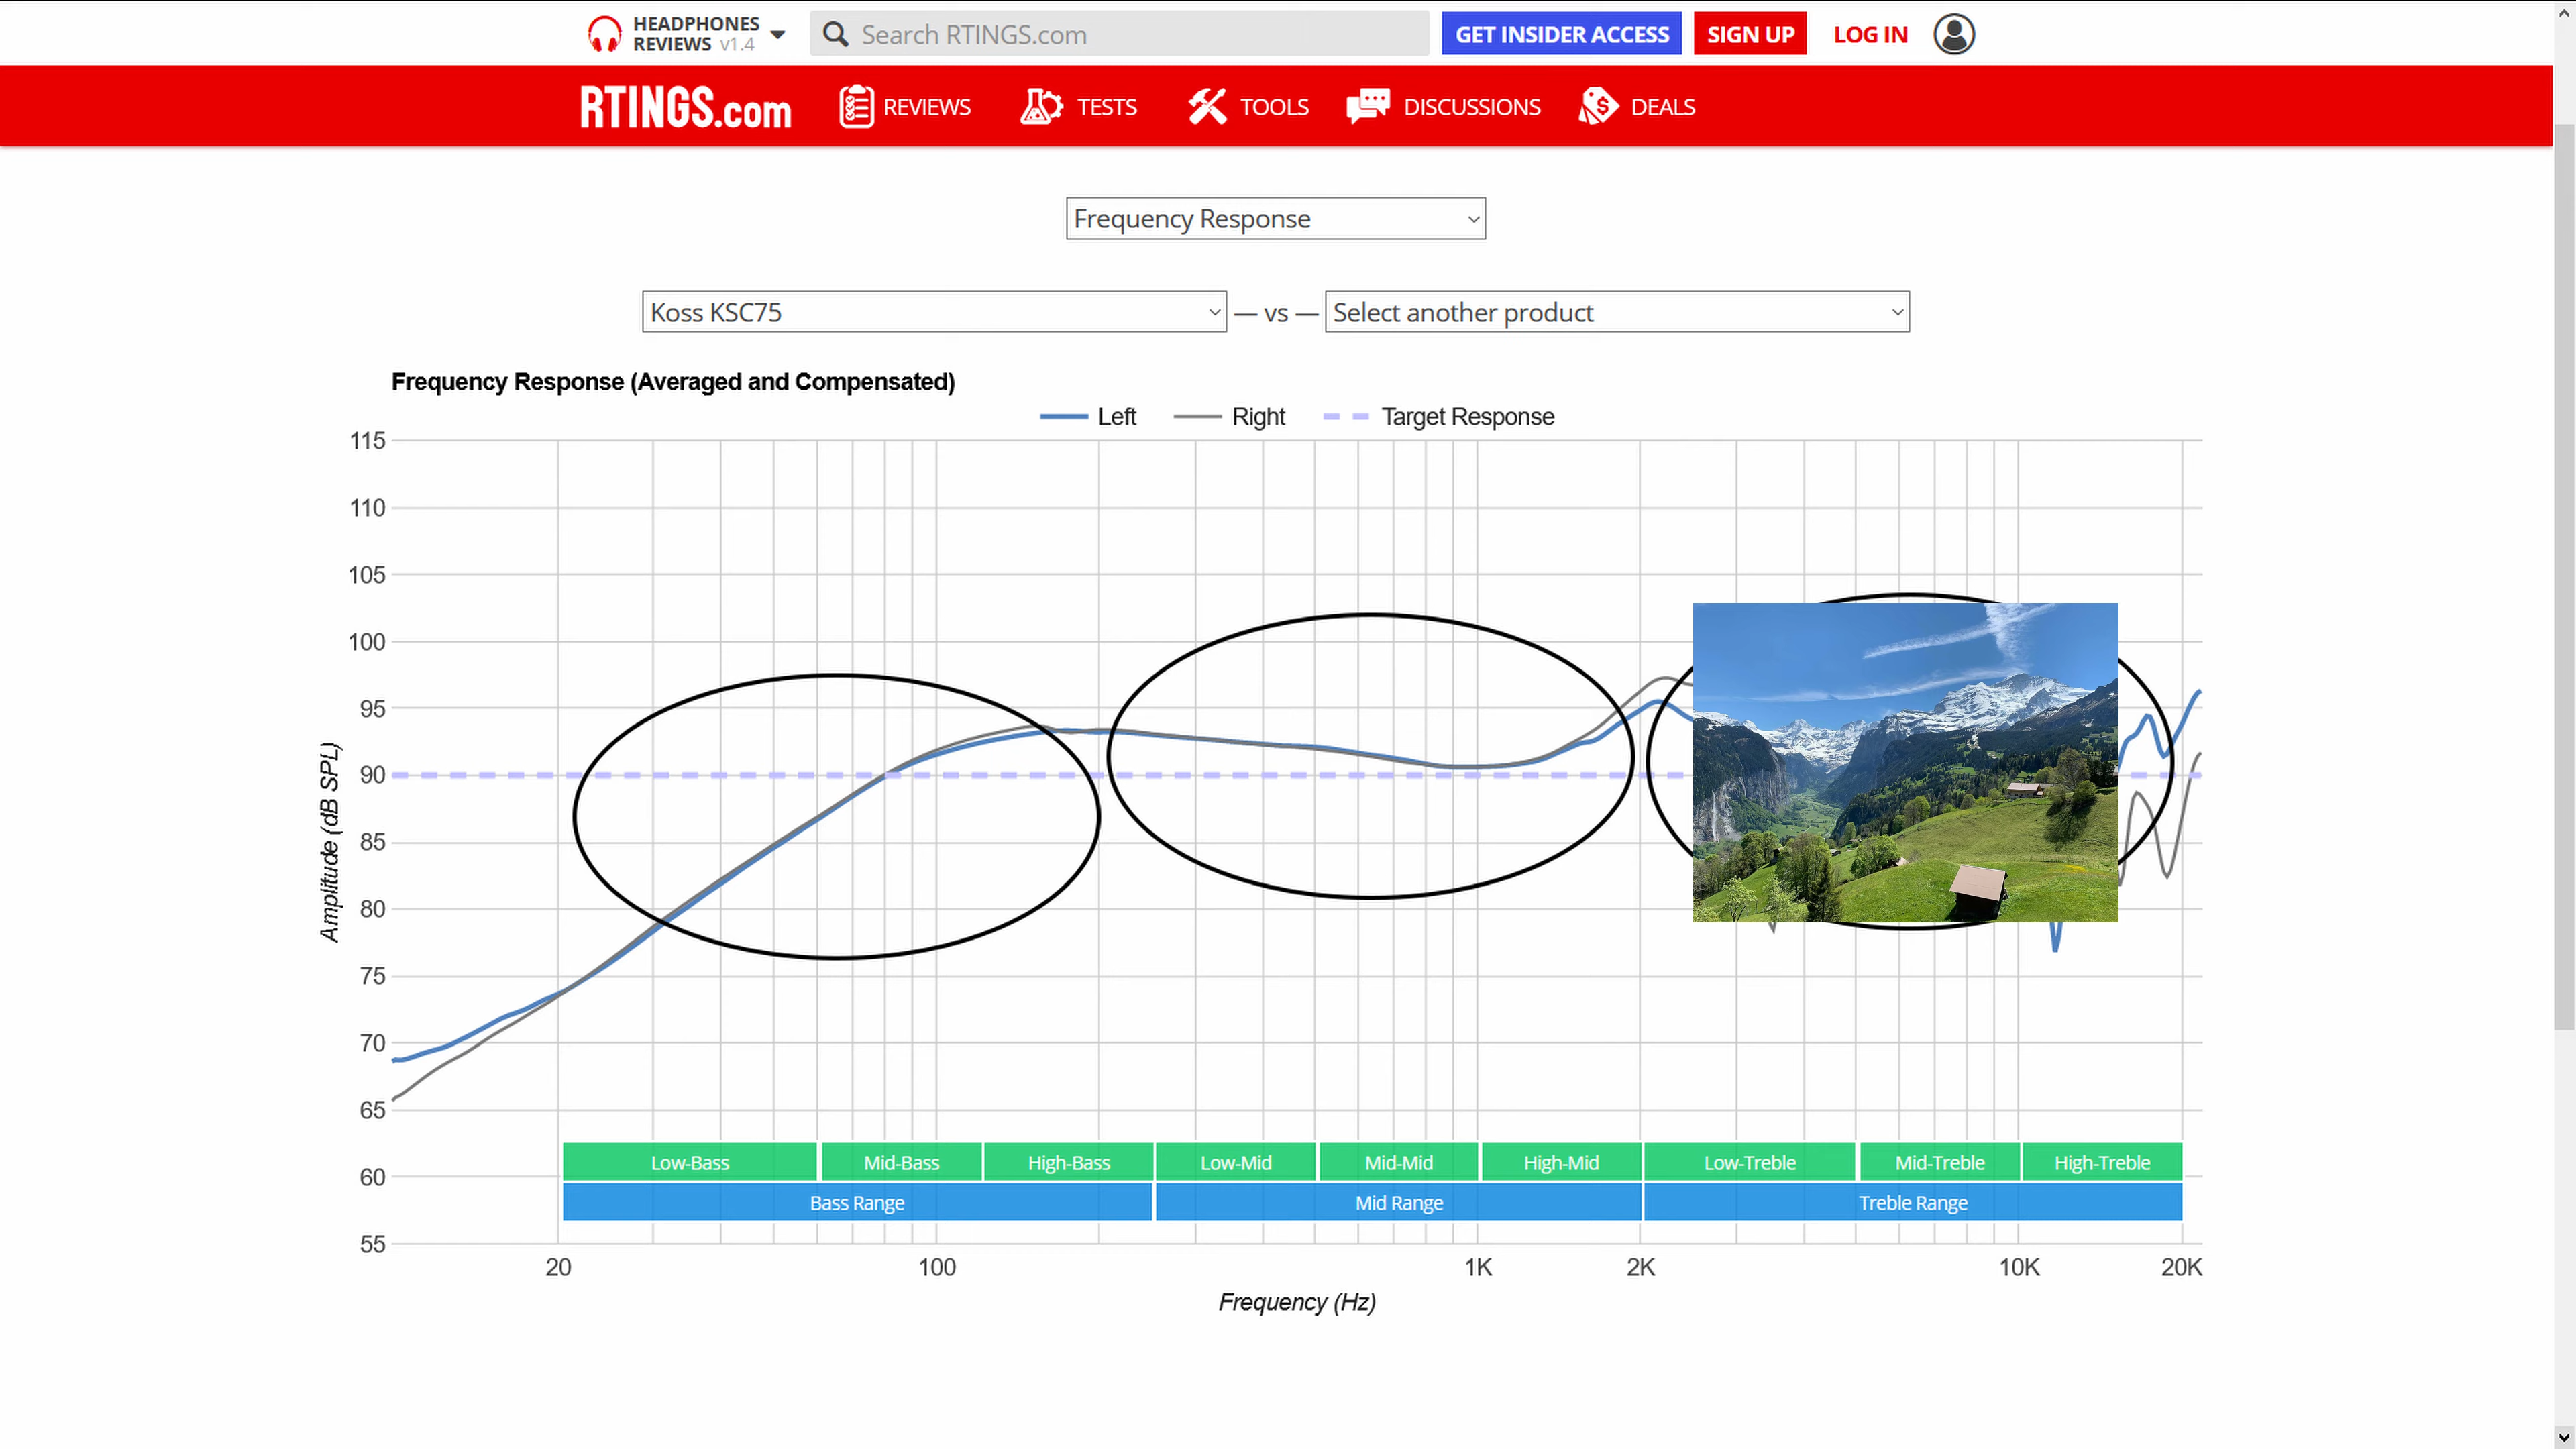 HEADPHONES
REVIEWS v1.4
Search RTINGS.com
GET INSIDER ACCESS
SIGN UP
LOG IN
RTINGS.com
REVIEWS
TESTS
TOOLS
DISCUSSIONS
DEALS
Frequency Response
Koss KSC75
— vs —
Select another product
Frequency Response (Averaged and Compensated)
Left
Right
Target Response
115
110
105
100
95
90
85
80
75
70
65
60
55
Amplitude (dB SPL)
Low-Bass
Mid-Bass
High-Bass
Low-Mid
Mid-Mid
High-Mid
Low-Treble
Mid-Treble
High-Treble
Bass Range
Mid Range
Treble Range
20
100
1K
2K
10K
20K
Frequency (Hz)